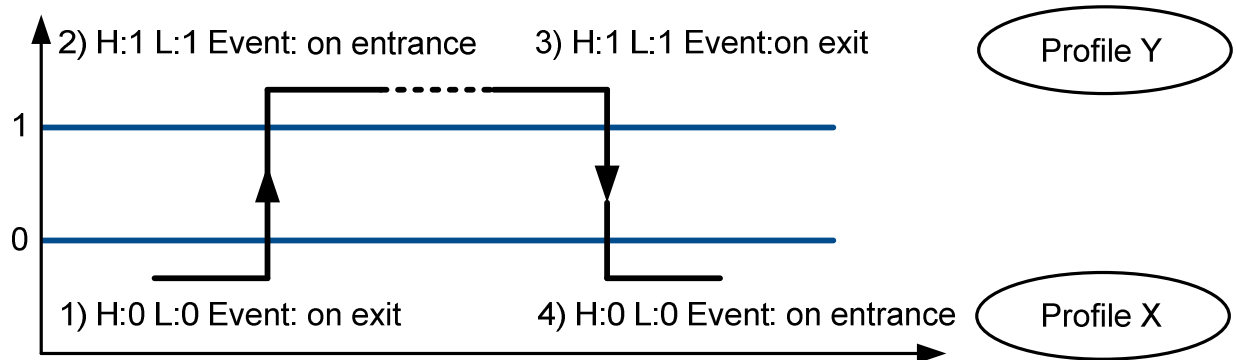 2) H:1 L:1 Event: on entrance
3) H:1 L:1 Event:on exit
Profile Y
1
0
1) H:0 L:0 Event: on exit
4) H:0 L:0 Event: on entrance
Profile X